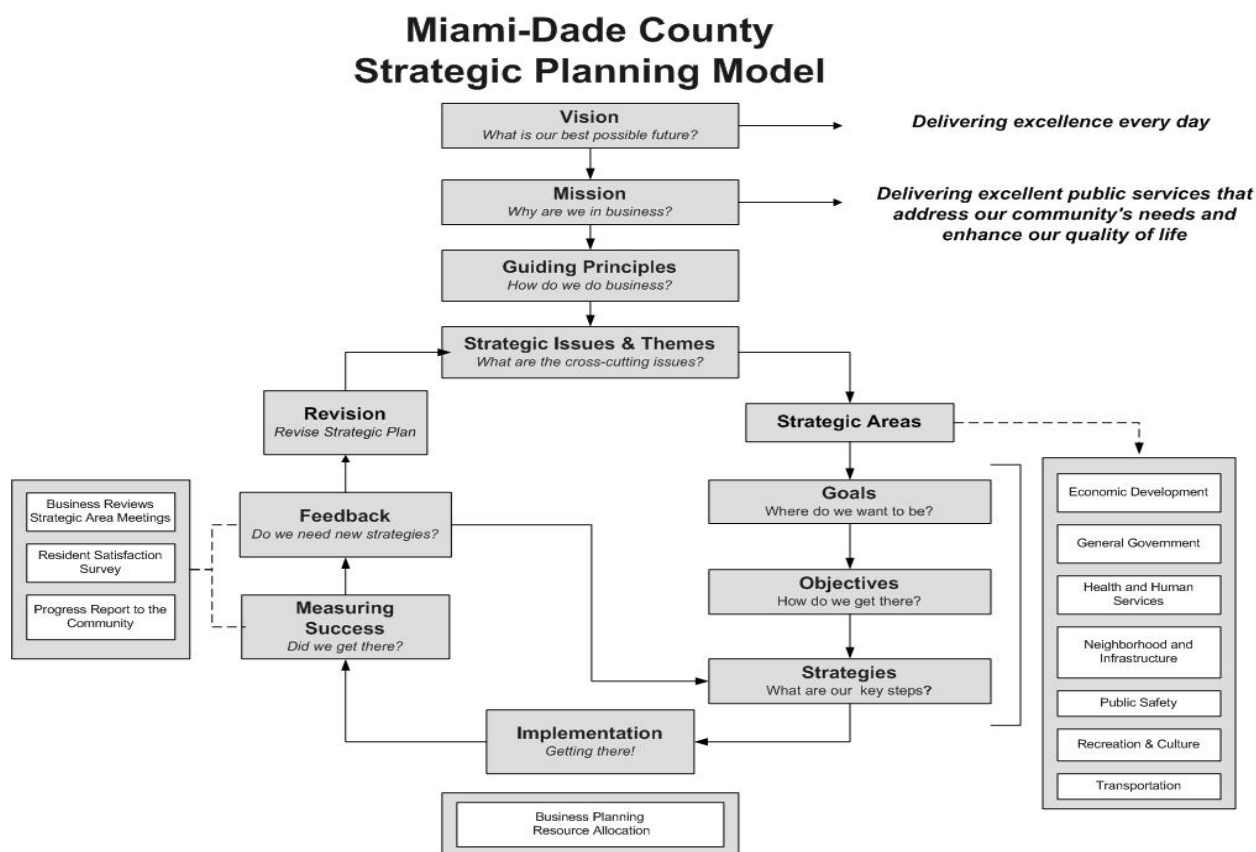 Miami-Dade County
Strategic Planning Model
Vision
What is our best possible future?
Delivering excellence every day
Mission
Why are we in business?
Delivering excellent public services that
address our community's needs and
enhance our quality of life
Guiding Principles
How do we do business?
Strategic Issues & Themes
What are the cross-cutting issues?
Revision
Revise Strategic Plan
Strategic Areas
Business Reviews
Strategic Area Meetings
Resident Satisfaction
Survey
Progress Report to the
Community
Feedback
Do we need new strategies?
Measuring
Success
Did we get there?
Goals
Where do we want to be?
Objectives
How do we get there?
Strategies
What are our key steps?
Implementation
Getting there!
Business Planning
Resource Allocation
Economic Development
General Government
Health and Human
Services
Neighborhood and
Infrastructure
Public Safety
Recreation & Culture
Transportation